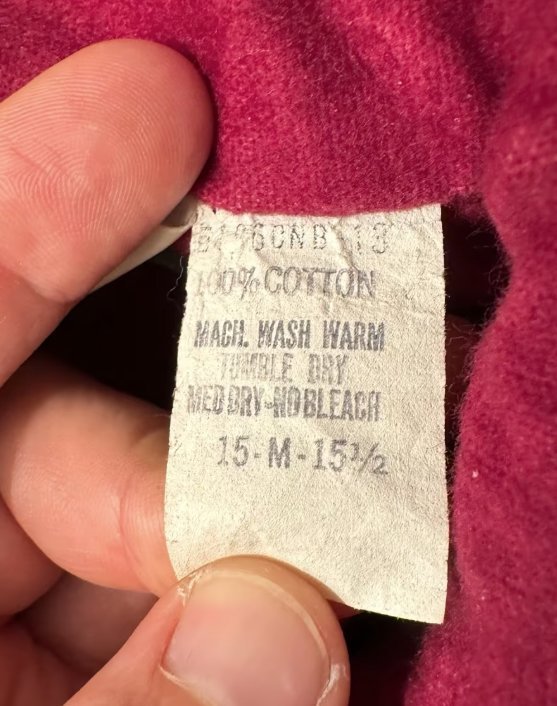 100% COTTON
MACH. WASH WARM
TUMBLE DRY
MED DRY-NO BLEACH
15-M-15½